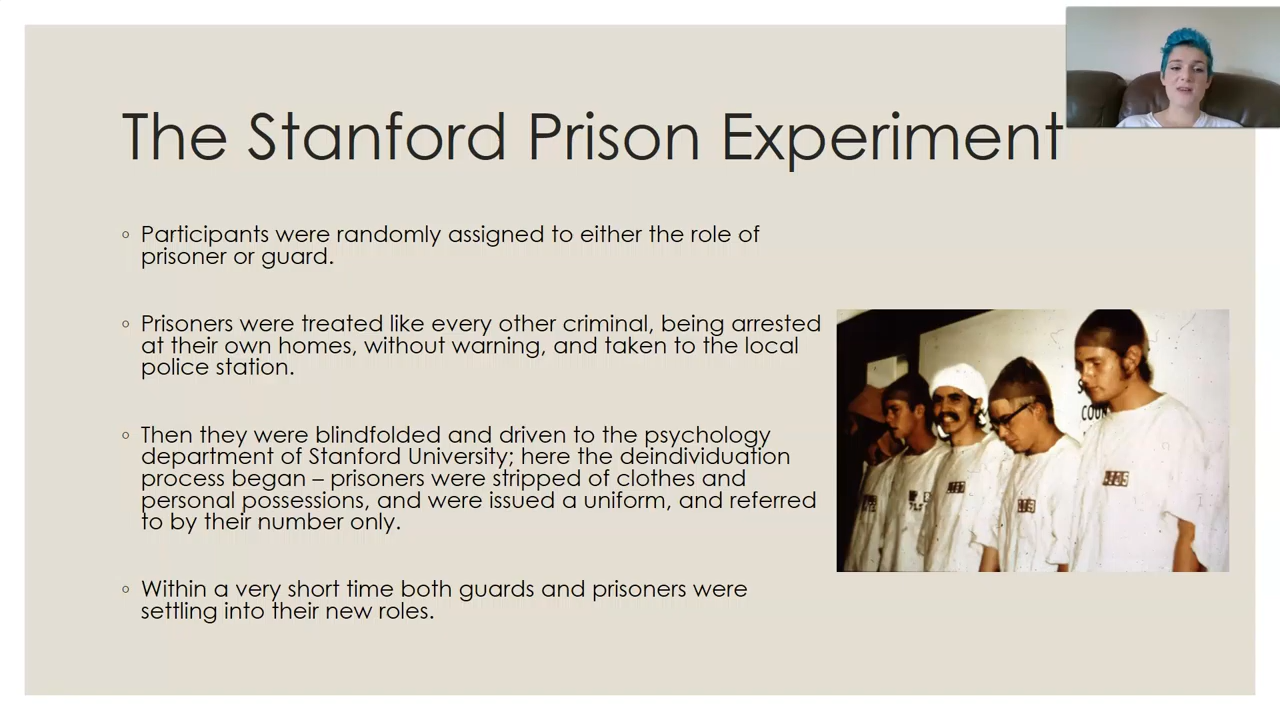 The Stanford Prison Experiment
◦ Participants were randomly assigned to either the role of
prisoner or guard.
◦ Prisoners were treated like every other criminal, being arrested
at their own homes, without warning, and taken to the local
police station.
◦ Then they were blindfolded and driven to the psychology
department of Stanford University; here the deindividuation
process began – prisoners were stripped of clothes and
personal possessions, and were issued a uniform, and referred
to by their number only.
◦ Within a very short time both guards and prisoners were
settling into their new roles.
COUN